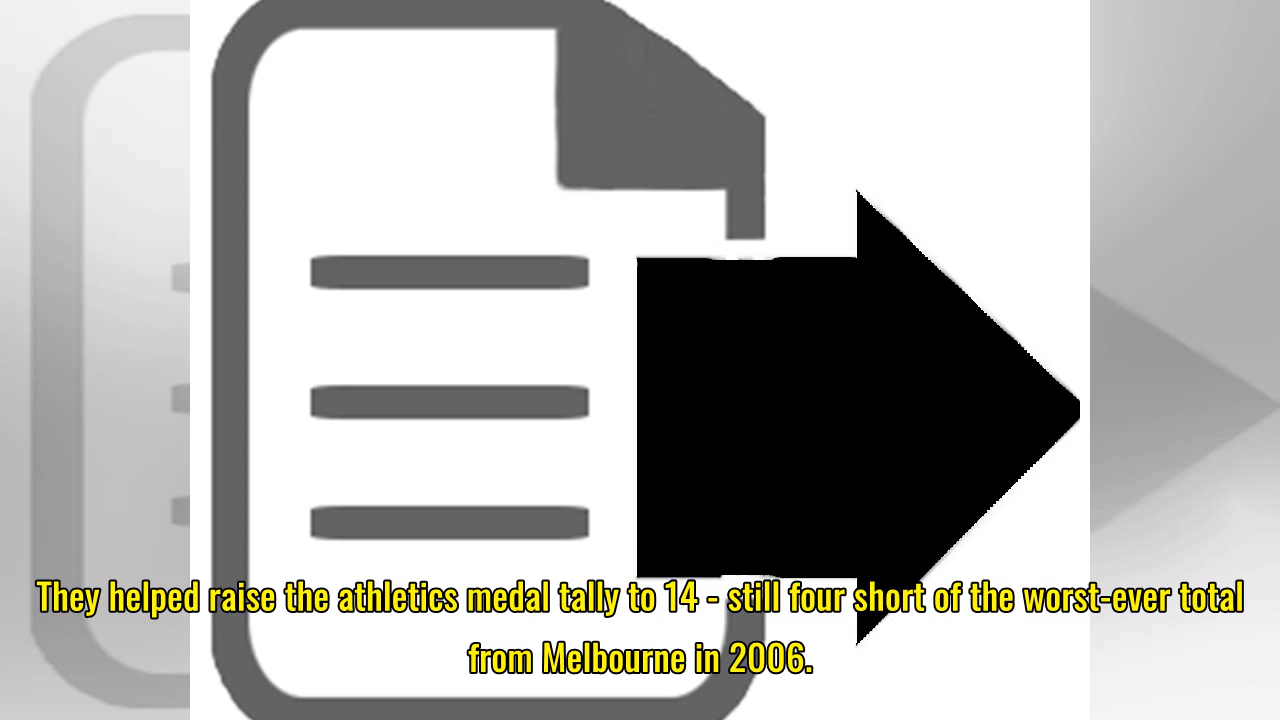 They helped raise the athletics medal tally to 14 - still four short of the worst-ever total
from Melbourne in 2006.